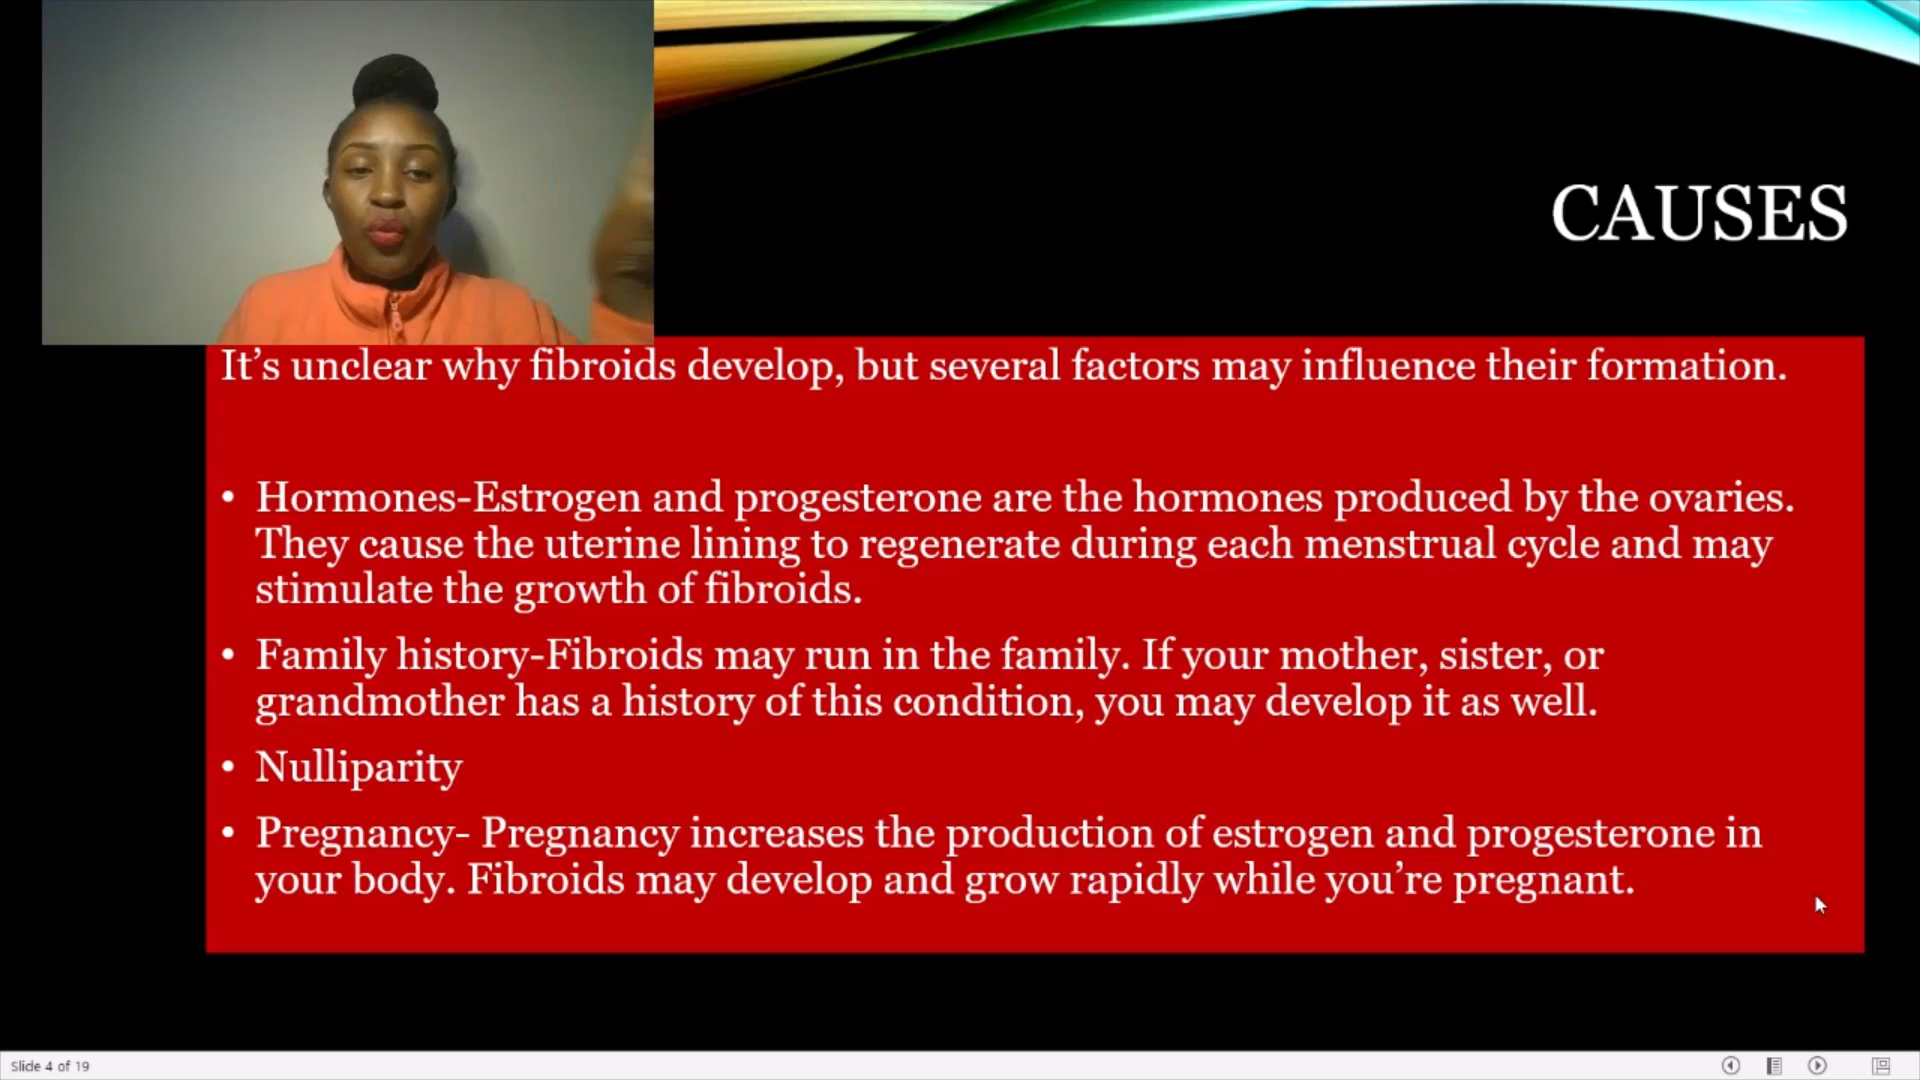 CAUSES
It’s unclear why fibroids develop, but several factors may influence their formation.
• Hormones-Estrogen and progesterone are the hormones produced by the ovaries.
They cause the uterine lining to regenerate during each menstrual cycle and may
stimulate the growth of fibroids.
• Family history-Fibroids may run in the family. If your mother, sister, or
grandmother has a history of this condition, you may develop it as well.
• Nulliparity
• Pregnancy- Pregnancy increases the production of estrogen and progesterone in
your body. Fibroids may develop and grow rapidly while you’re pregnant.
Slide 4 of 19